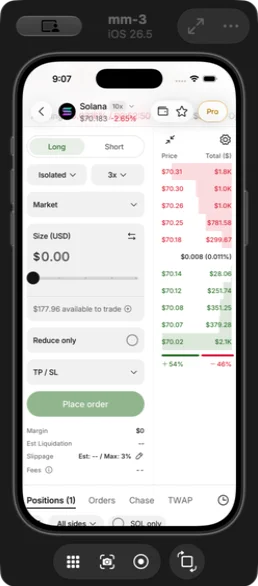 mm-3
iOS 26.5
9:07
Solana 10x
$70.183 -2.65%
Pro
Long Short
Isolated 3x
Market
Size (USD)
$0.00
$177.96 available to trade
Reduce only
TP / SL
Place order
Margin $0
Est Liquidation --
Slippage Est: -- / Max: 3%
Fees --
Price Total ($)
$70.31 $1.8K
$70.30 $1.0K
$70.26 $1.0K
$70.25 $781.58
$70.18 $299.67
$0.008 (0.011%)
$70.14 $28.06
$70.12 $251.74
$70.08 $351.25
$70.07 $379.28
$70.02 $2.1K
+54% −46%
Positions (1) Orders Chase TWAP
All sides SOL only